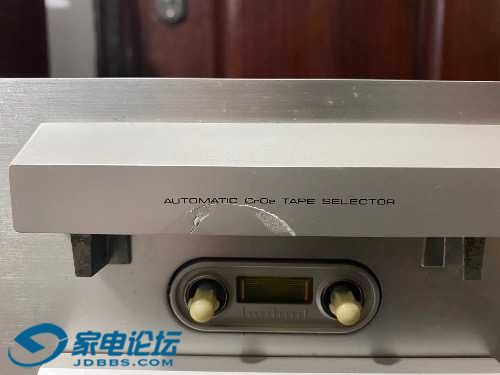 AUTOMATIC CrO2 TAPE SELECTOR
家电论坛
JDBBS.COM